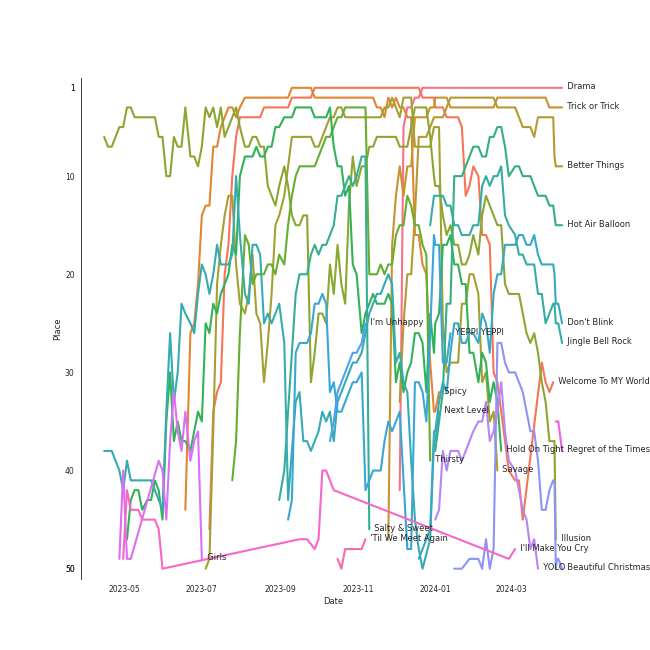 1
Drama
Trick or Trick
Better Things
10
Hot Air Balloon
20
I'm Unhappy
Don't Blink
YEPPI YEPPI
Jingle Bell Rock
Place
30
Welcome To MY World
Spicy
Next Level
Hold On Tight
Regret of the Times
Thirsty
40
Savage
Salty & Sweet
'Til We Meet Again
Illusion
I'll Make You Cry
Girls
50
YOLO
Beautiful Christmas
2023-05
2023-07
2023-09
2023-11
2024-01
2024-03
Date